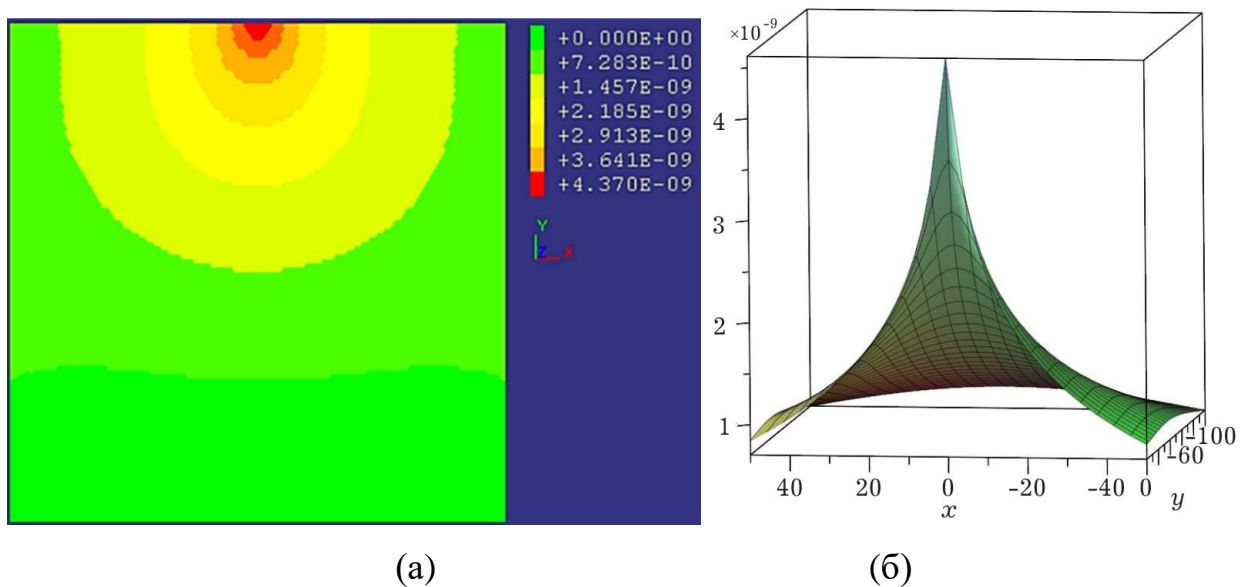 +0.000E+00
+7.283E-10
+1.457E-09
+2.185E-09
+2.913E-09
+3.641E-09
+4.370E-09
Y
Z X
×10⁻⁹
4
3
2
1
40 20 0 -20 -40 0
-60
-100
x
y
(а) (б)